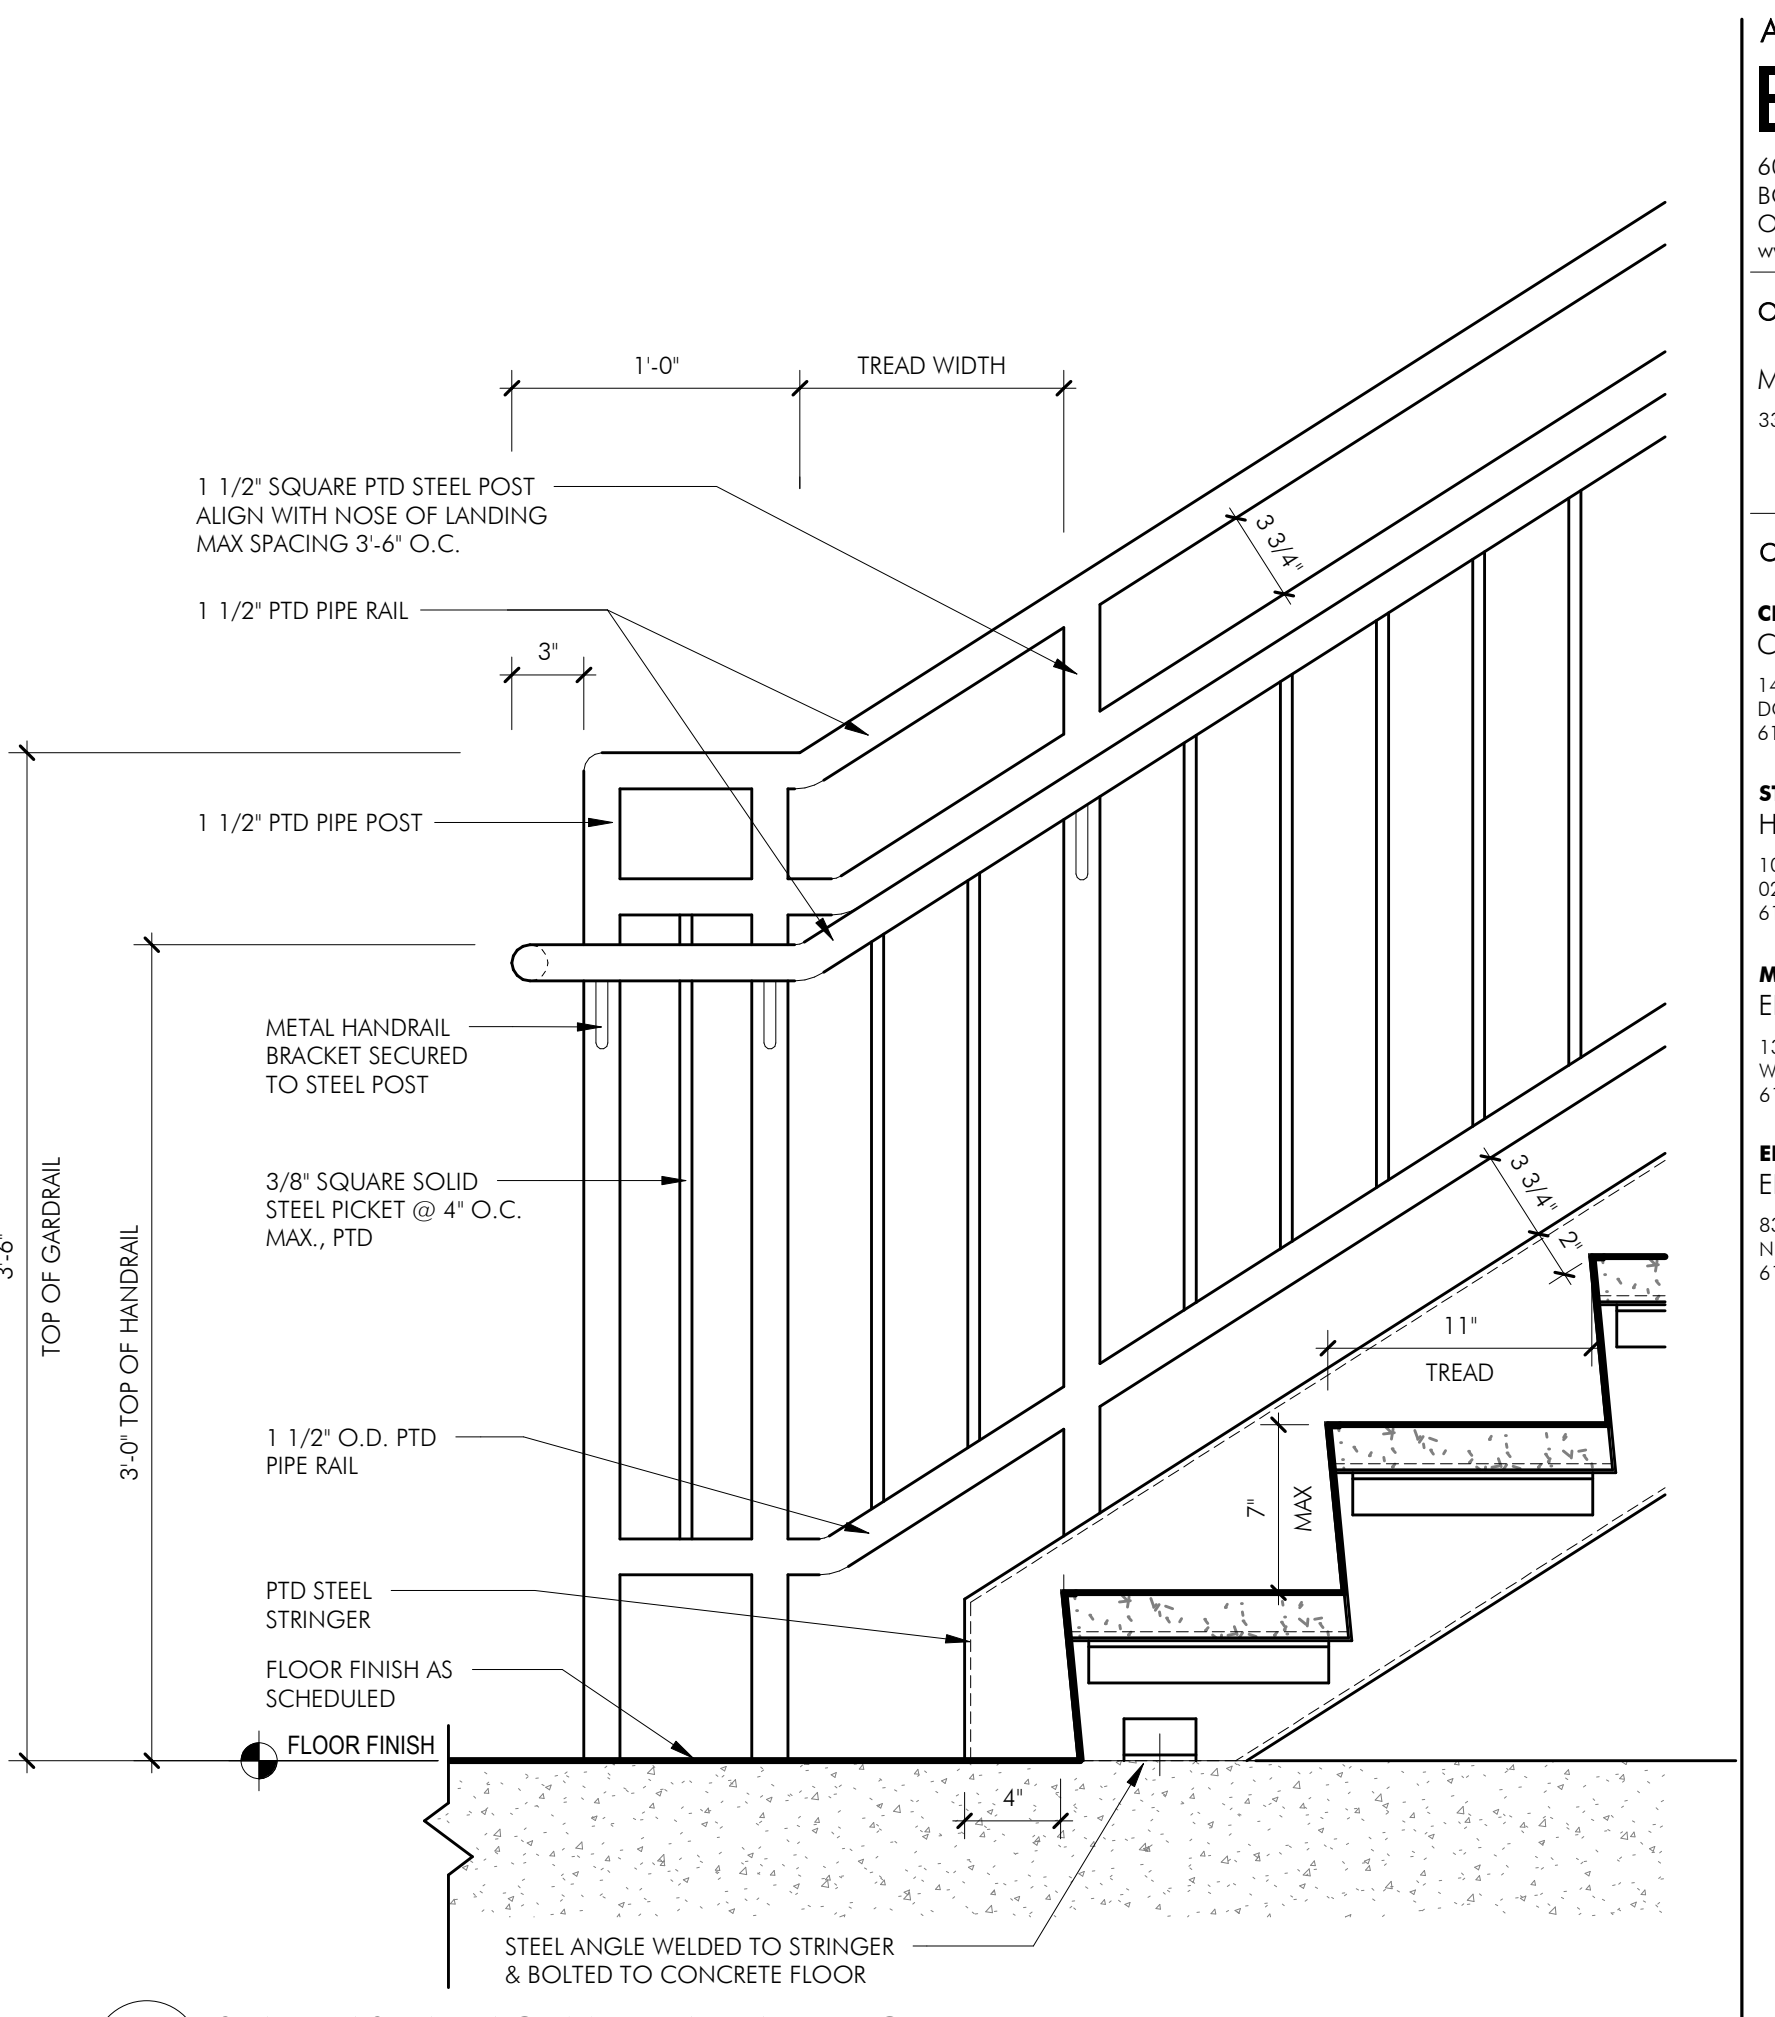 1'-0"
TREAD WIDTH
1 1/2" SQUARE PTD STEEL POST
ALIGN WITH NOSE OF LANDING
MAX SPACING 3'-6" O.C.
3 3/4"
1 1/2" PTD PIPE RAIL
3"
1 1/2" PTD PIPE POST
METAL HANDRAIL
BRACKET SECURED
TO STEEL POST
3/8" SQUARE SOLID
STEEL PICKET @ 4" O.C.
MAX., PTD
3'-6"
TOP OF GARDRAIL
3'-0" TOP OF HANDRAIL
3 3/4"
2"
11"
TREAD
7"
MAX
1 1/2" O.D. PTD
PIPE RAIL
PTD STEEL
STRINGER
FLOOR FINISH AS
SCHEDULED
FLOOR FINISH
4"
STEEL ANGLE WELDED TO STRINGER
& BOLTED TO CONCRETE FLOOR